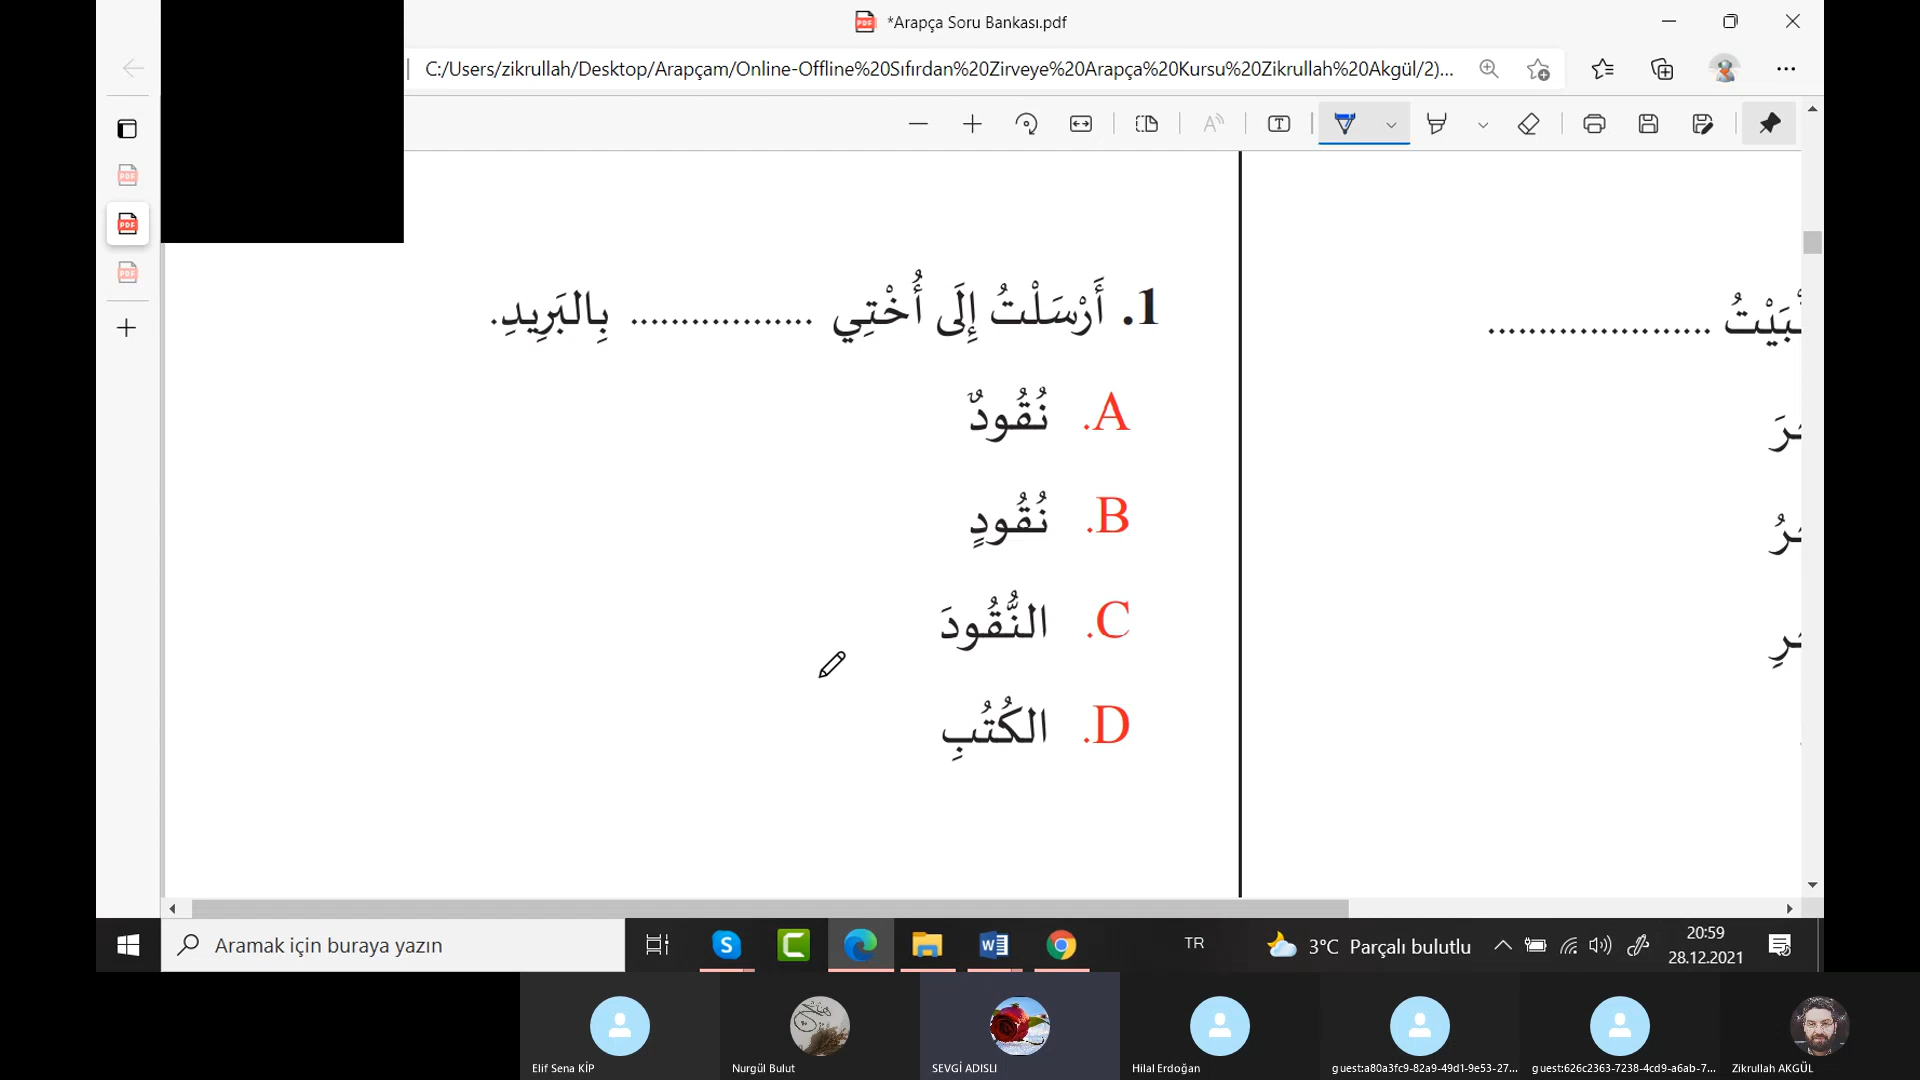 *Arapça Soru Bankası.pdf
C:/Users/zikrullah/Desktop/Arapçam/Online-Offline%20Sıfırdan%20Zirveye%20Arapça%20Kursu%20Zikrullah%20Akgül/2)...
1. أَرْسَلْتُ إِلَى أُخْتِي .................. بِالبَرِيدِ.
A. نُقُودٌ
B. نُقُودٍ
C. النُّقُودَ
D. الكُتُبِ
Aramak için buraya yazın
TR
3°C Parçalı bulutlu
20:59
28.12.2021
Elif Sena KİP
Nurgül Bulut
SEVGİ ADISLI
Hilal Erdoğan
guest:a80a3fc9-82a9-49d1-9e53-27...
guest:626c2363-7238-4cd9-a6ab-7...
Zikrullah AKGÜL